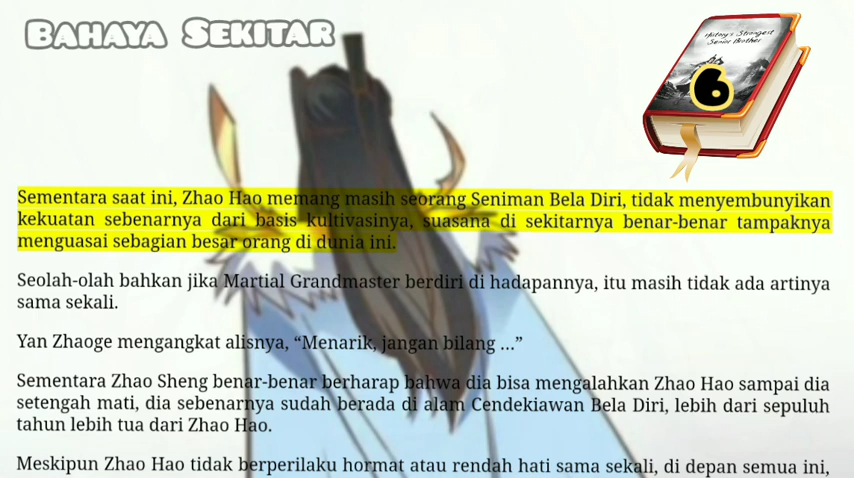 Bahaya Sekitar
History's Strongest
Senior Brother
6
Sementara saat ini, Zhao Hao memang masih seorang Seniman Bela Diri, tidak menyembunyikan
kekuatan sebenarnya dari basis kultivasinya, suasana di sekitarnya benar-benar tampaknya
menguasai sebagian besar orang di dunia ini.
Seolah-olah bahkan jika Martial Grandmaster berdiri di hadapannya, itu masih tidak ada artinya
sama sekali.
Yan Zhaoge mengangkat alisnya, “Menarik, jangan bilang ...”
Sementara Zhao Sheng benar-benar berharap bahwa dia bisa mengalahkan Zhao Hao sampai dia
setengah mati, dia sebenarnya sudah berada di alam Cendekiawan Bela Diri, lebih dari sepuluh
tahun lebih tua dari Zhao Hao.
Meskipun Zhao Hao tidak berperilaku hormat atau rendah hati sama sekali, di depan semua ini,